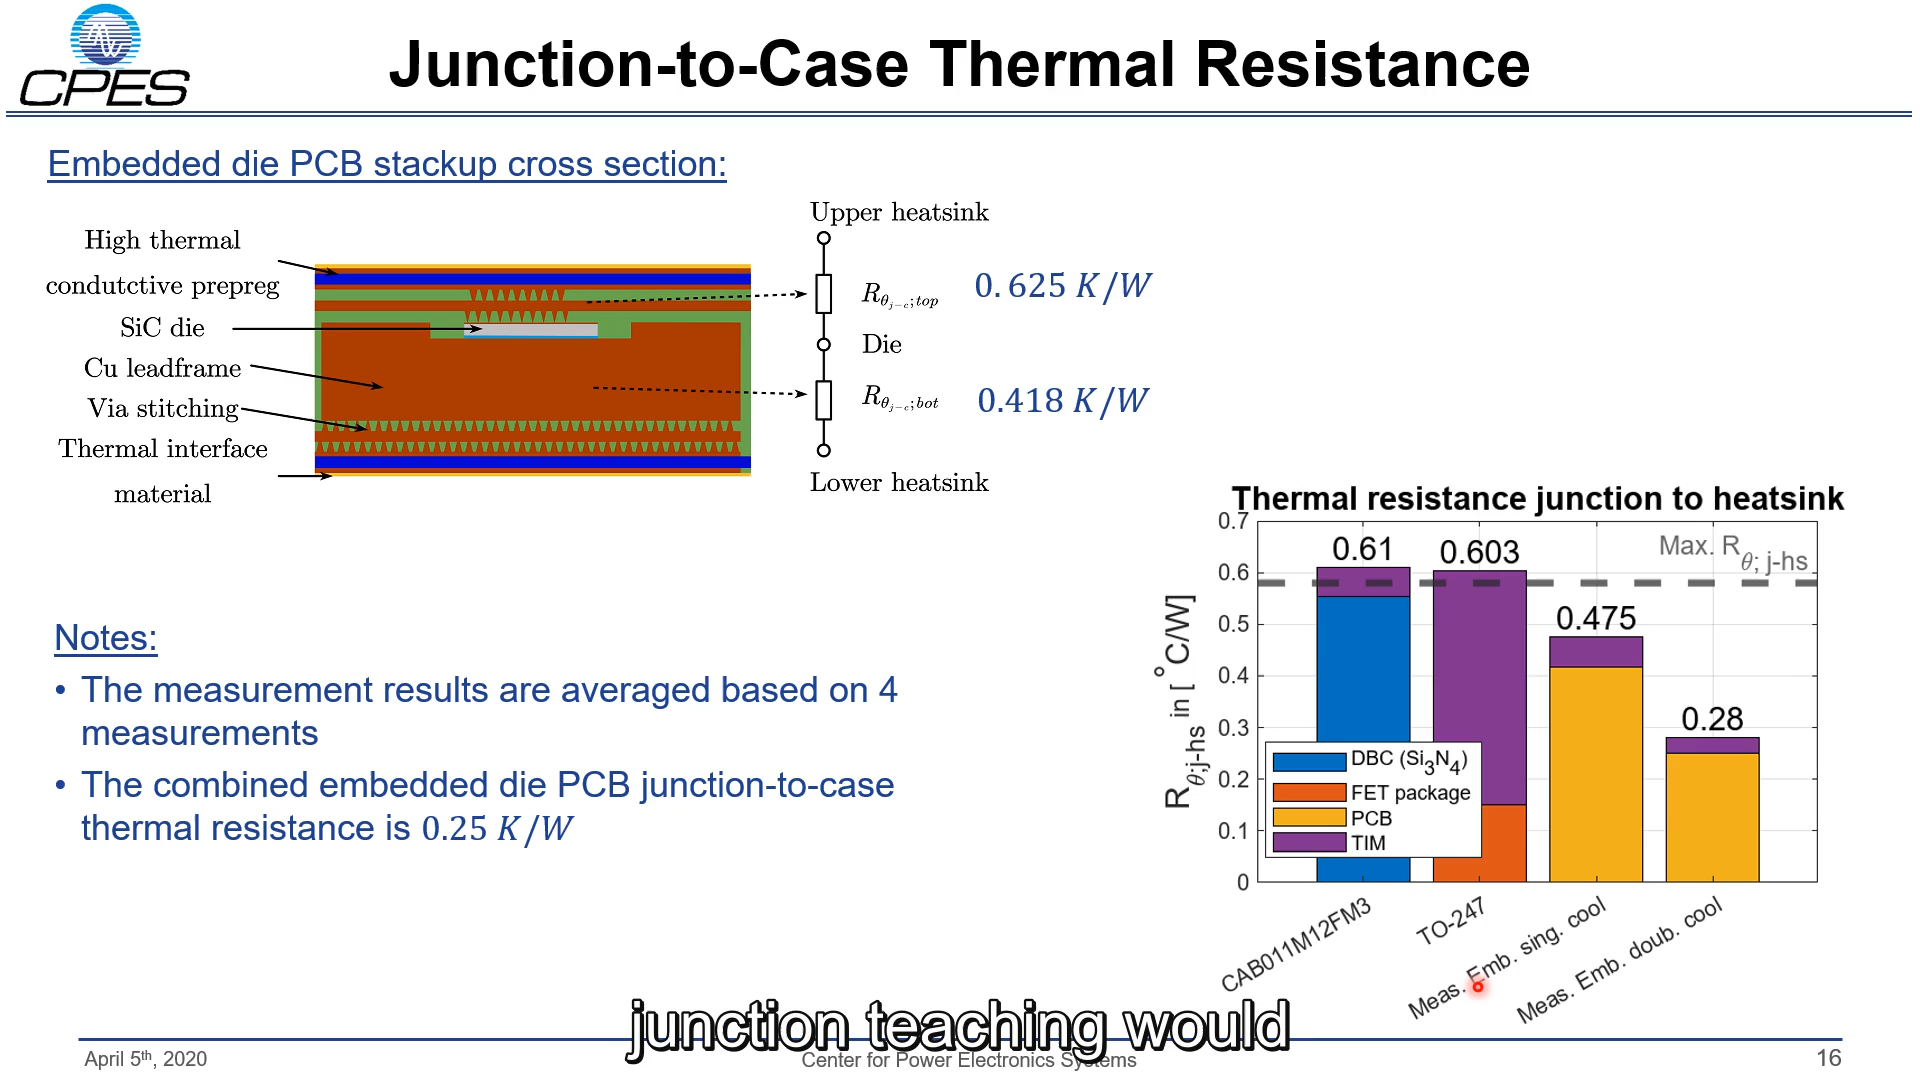 CPES
Junction-to-Case Thermal Resistance
Embedded die PCB stackup cross section:
High thermal
condutctive prepreg
SiC die
Cu leadframe
Via stitching
Thermal interface
material
Upper heatsink
R_{θ_{j−c};top} 0.625 K/W
Die
R_{θ_{j−c};bot} 0.418 K/W
Lower heatsink
Notes:
• The measurement results are averaged based on 4
measurements
• The combined embedded die PCB junction-to-case
thermal resistance is 0.25 K/W
Thermal resistance junction to heatsink
R_{θ;j-hs} in [°C/W]
0.7
0.6
0.5
0.4
0.3
0.2
0.1
0
0.61
0.603
0.475
0.28
Max. R_{θ; j-hs}
DBC (Si₃N₄)
FET package
PCB
TIM
CAB011M12FM3
TO-247
Meas. Emb. sing. cool
Meas. Emb. doub. cool
junction teaching would
April 5th, 2020
Center for Power Electronics Systems
16